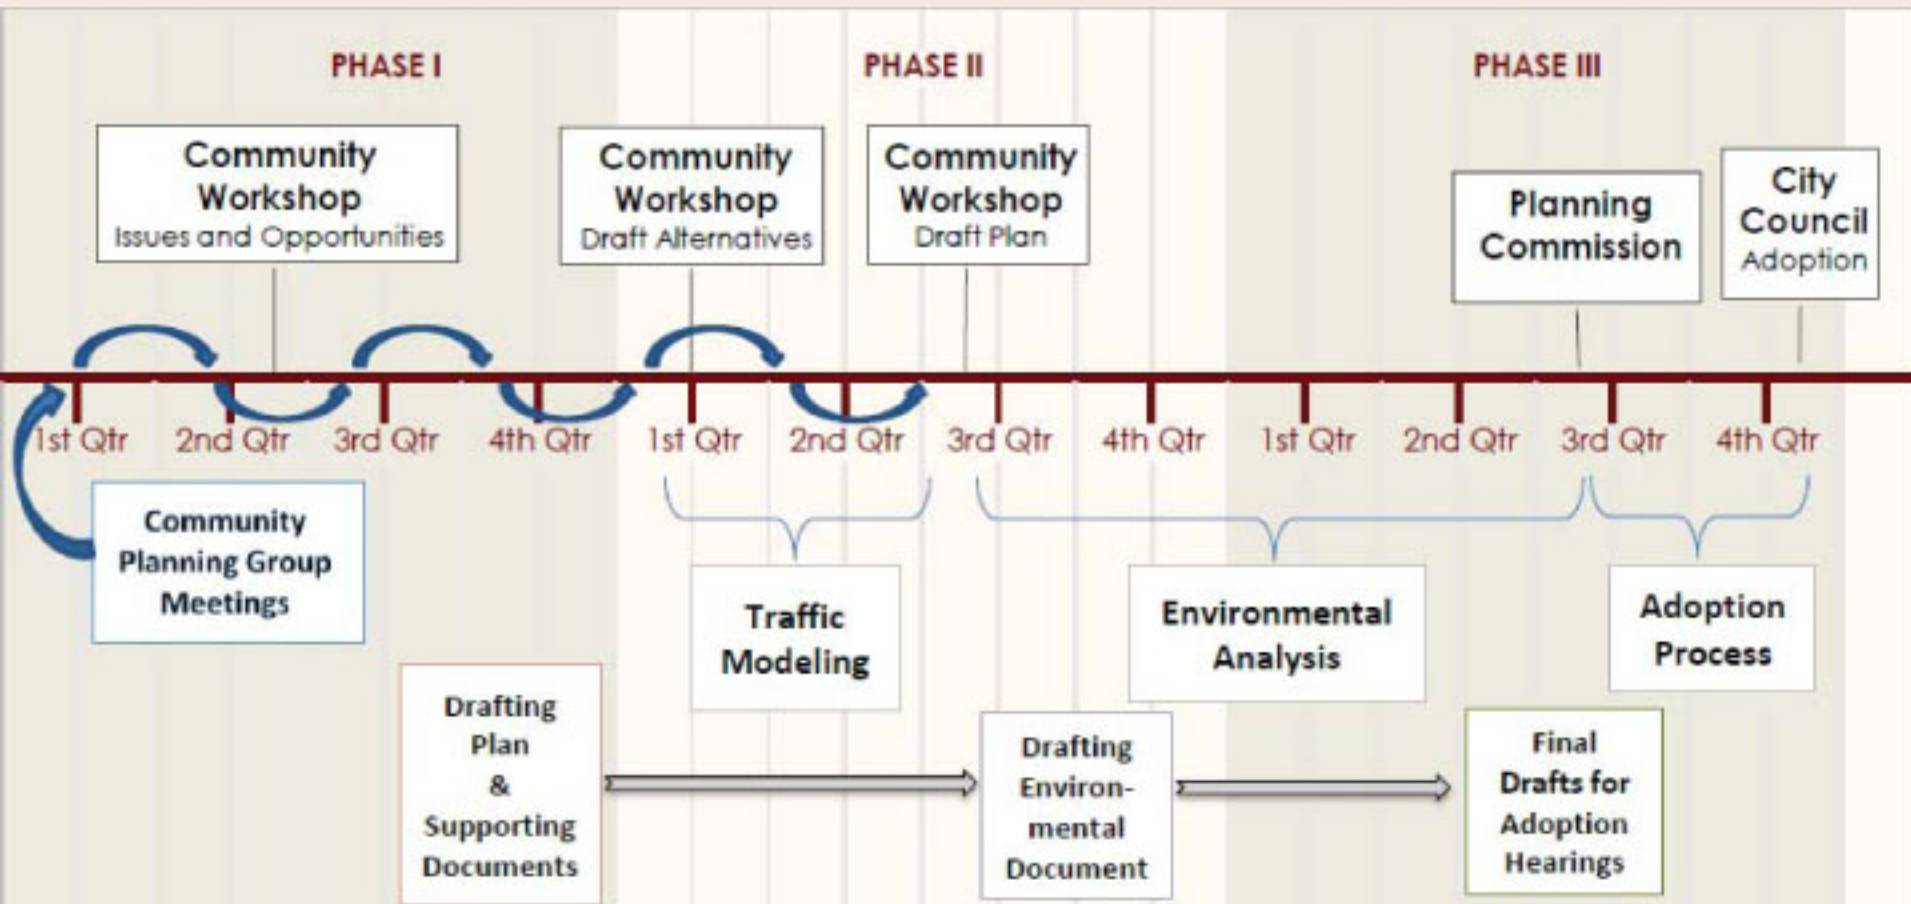 PHASE I
PHASE II
PHASE III
Community
Workshop
Issues and Opportunities
Community
Workshop
Draft Alternatives
Community
Workshop
Draft Plan
Planning
Commission
City
Council
Adoption
1st Qtr
2nd Qtr
3rd Qtr
4th Qtr
1st Qtr
2nd Qtr
3rd Qtr
4th Qtr
1st Qtr
2nd Qtr
3rd Qtr
4th Qtr
Community
Planning Group
Meetings
Traffic
Modeling
Environmental
Analysis
Adoption
Process
Drafting
Plan
&
Supporting
Documents
Drafting
Environ-
mental
Document
Final
Drafts for
Adoption
Hearings